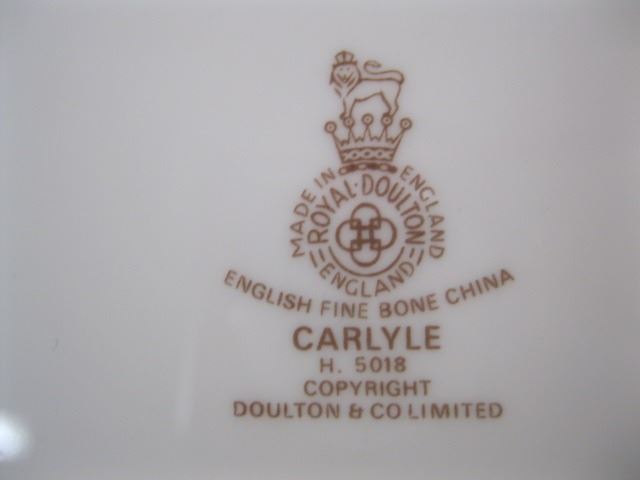 MADE IN ENGLAND
ROYAL·DOULTON
ENGLAND
ENGLISH FINE BONE CHINA
CARLYLE
H. 5018
COPYRIGHT
DOULTON & CO LIMITED